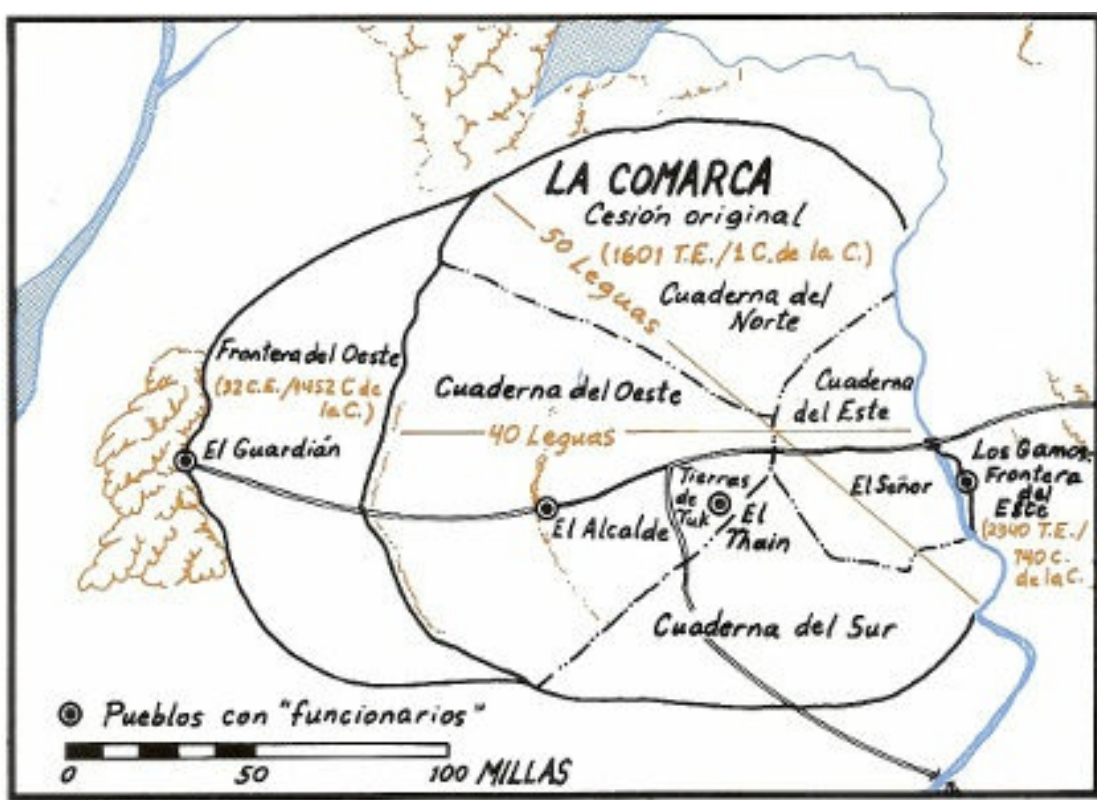 LA COMARCA
Cesión original
(1601 T.E./1 C. de la C.)
50 Leguas
Cuaderna del
Norte
Frontera del Oeste
(32 C.E./1452 C de
la C.)
Cuaderna del Oeste
Cuaderna
del Este
40 Leguas
El Guardián
Los Gamos-
Frontera
del
Este
(2340 T.E./
740 C.
de la C.
El Señor
Tierras
de
Tuk
El Alcalde
El
Thain
Cuaderna del Sur
Pueblos con "funcionarios"
0 50 100 MILLAS